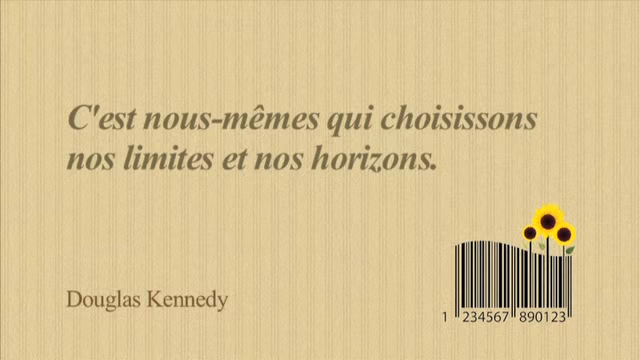 C'est nous-mêmes qui choisissons
nos limites et nos horizons.
Douglas Kennedy
1 234567 890123